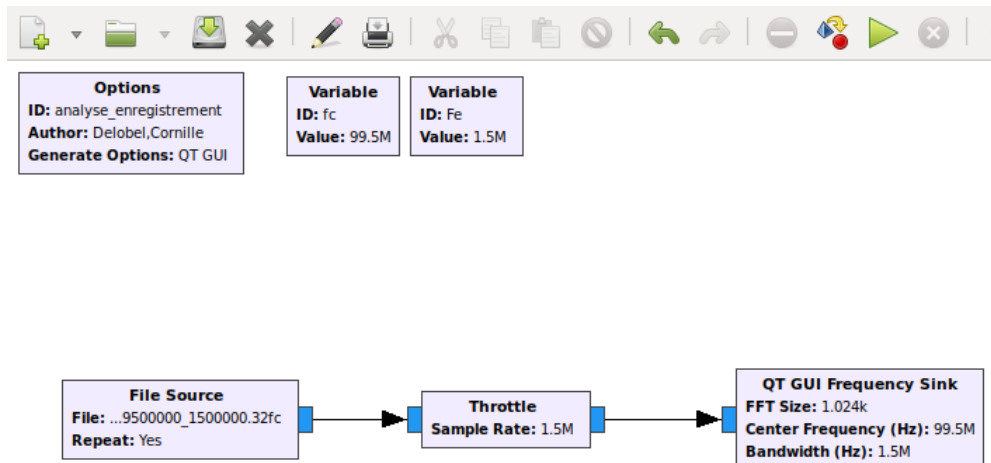 Options
ID: analyse_enregistrement
Author: Delobel,Cornille
Generate Options: QT GUI
Variable
ID: fc
Value: 99.5M
Variable
ID: Fe
Value: 1.5M
File Source
File: ...9500000_1500000.32fc
Repeat: Yes
Throttle
Sample Rate: 1.5M
QT GUI Frequency Sink
FFT Size: 1.024k
Center Frequency (Hz): 99.5M
Bandwidth (Hz): 1.5M